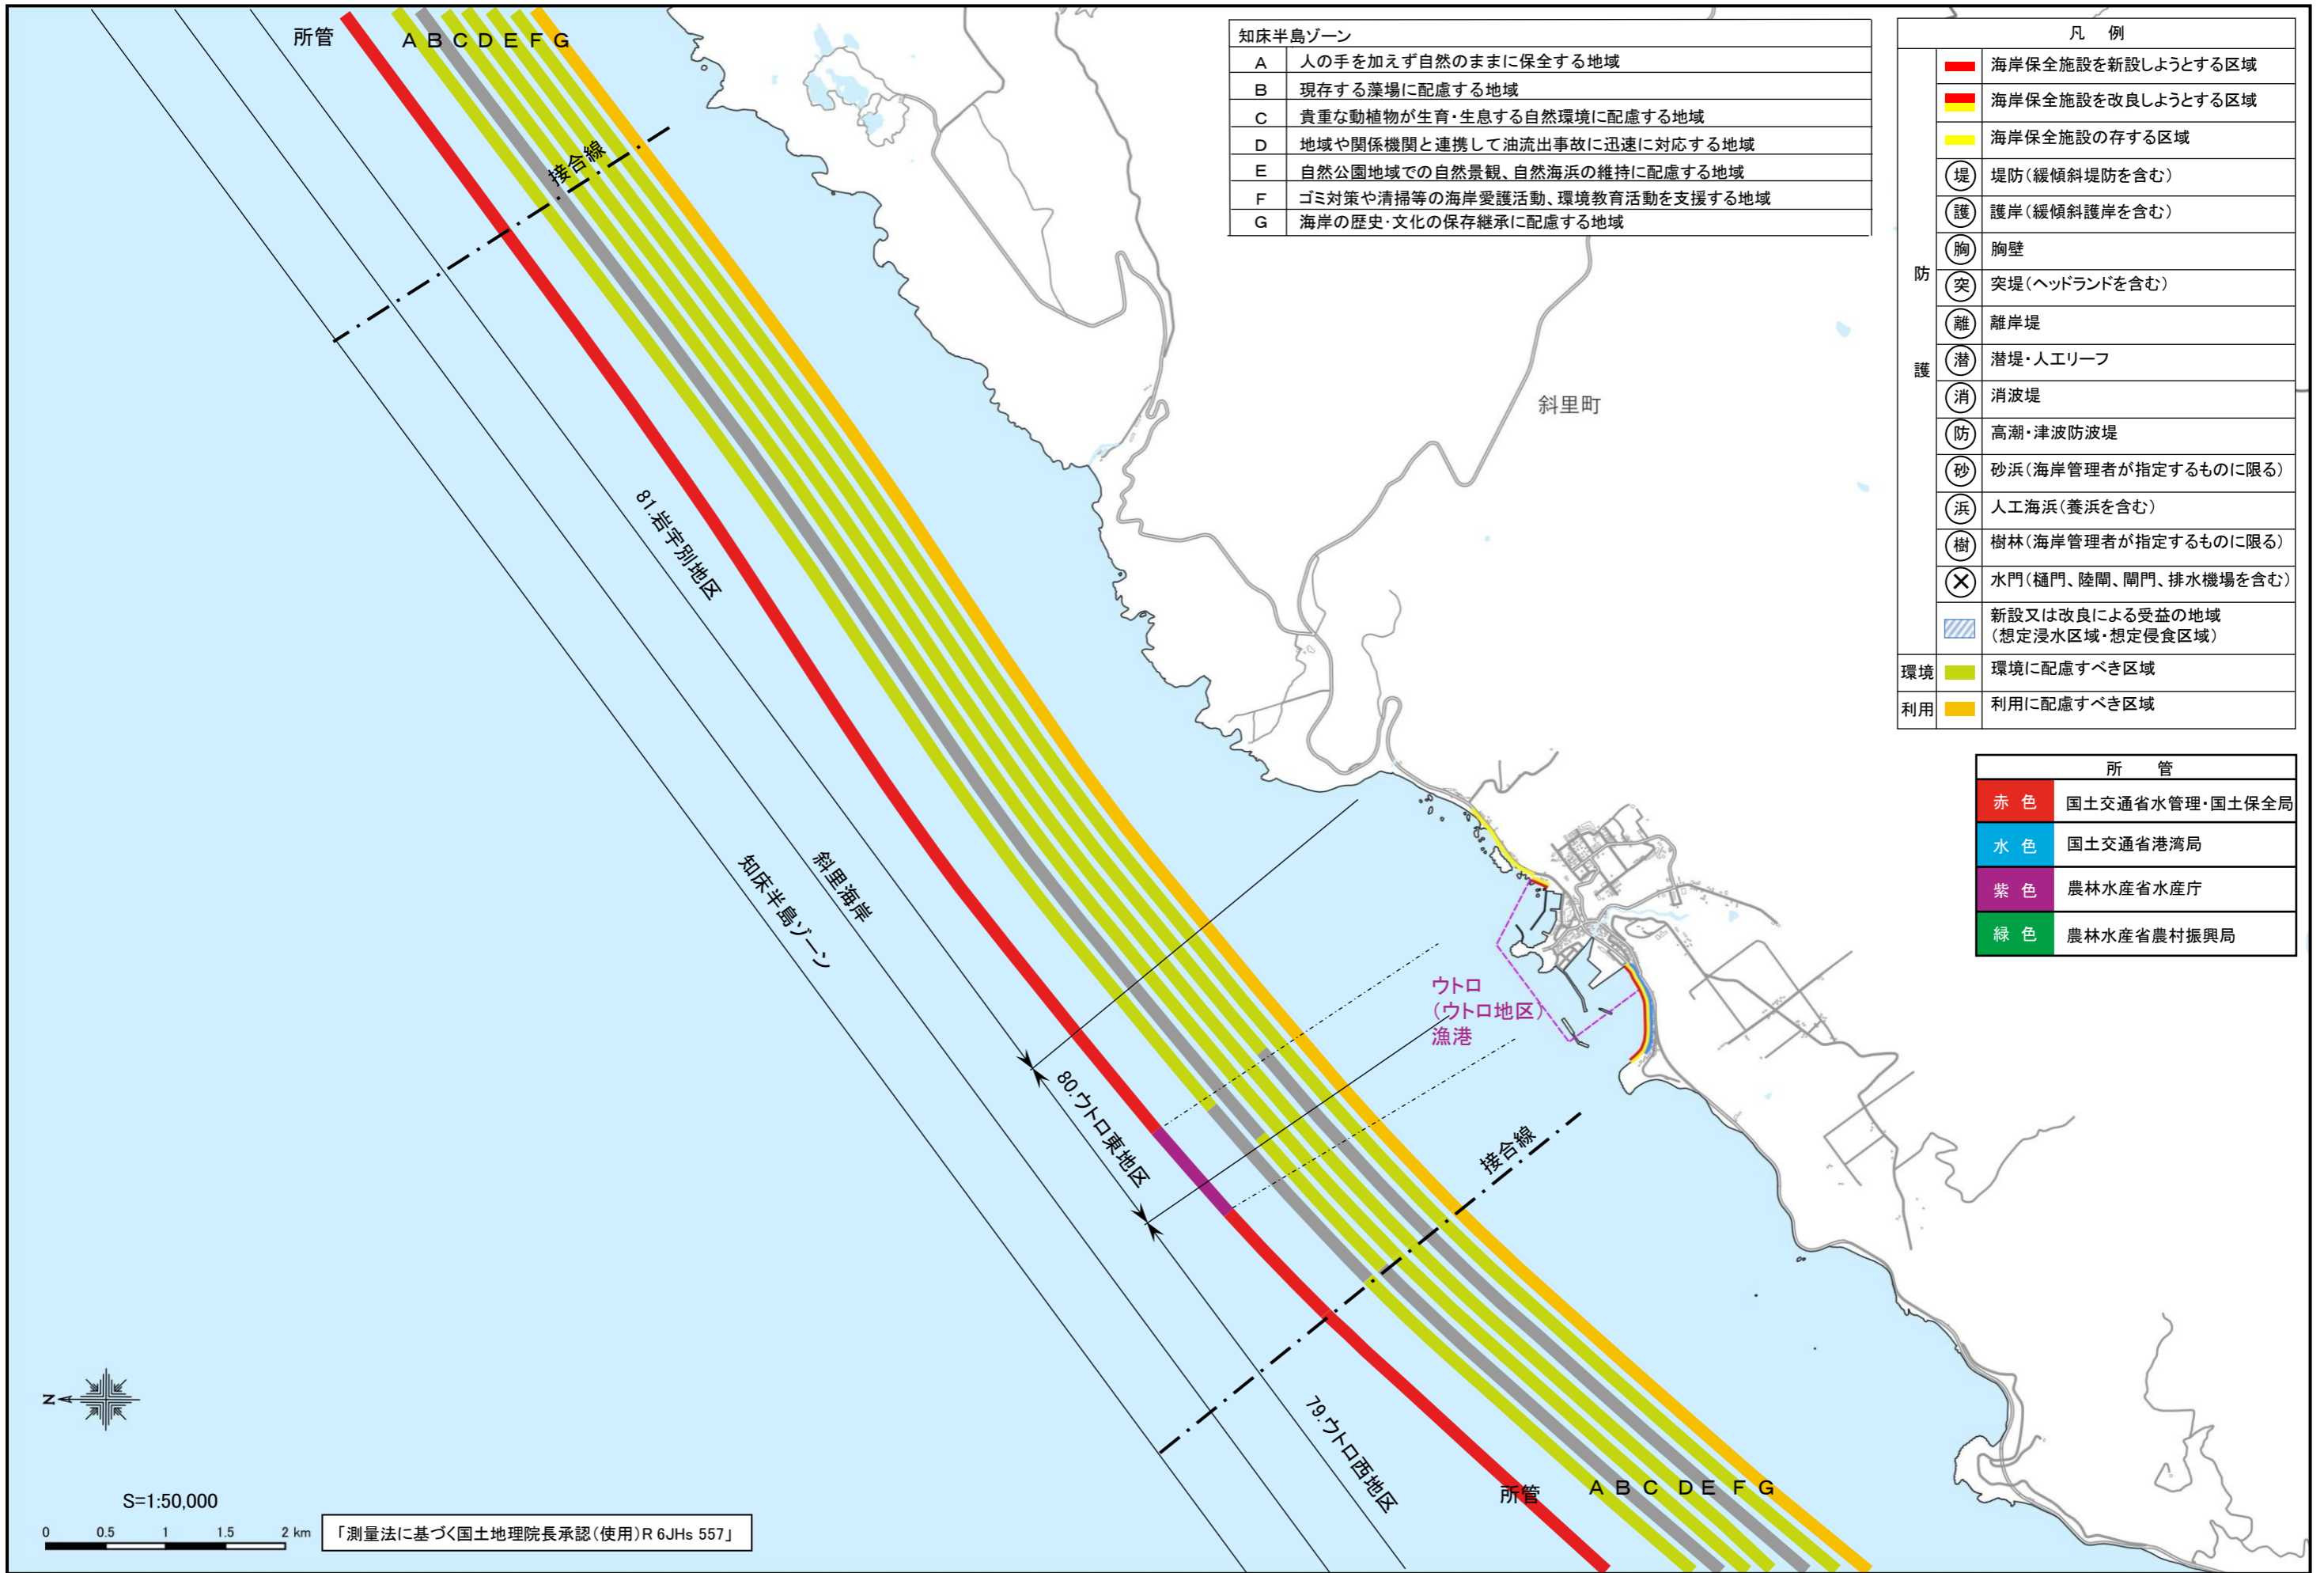 所管
A B C D E F G
接合線
知床半島ゾーン
A 人の手を加えず自然のままに保全する地域
B 現存する藻場に配慮する地域
C 貴重な動植物が生育・生息する自然環境に配慮する地域
D 地域や関係機関と連携して油流出事故に迅速に対応する地域
E 自然公園地域での自然景観、自然海浜の維持に配慮する地域
F ゴミ対策や清掃等の海岸愛護活動、環境教育活動を支援する地域
G 海岸の歴史・文化の保存継承に配慮する地域
凡 例
防護
海岸保全施設を新設しようとする区域
海岸保全施設を改良しようとする区域
海岸保全施設の存する区域
堤 堤防(緩傾斜堤防を含む)
護 護岸(緩傾斜護岸を含む)
胸 胸壁
突 突堤(ヘッドランドを含む)
離 離岸堤
潜 潜堤・人工リーフ
消 消波堤
防 高潮・津波防波堤
砂 砂浜(海岸管理者が指定するものに限る)
浜 人工海浜(養浜を含む)
樹 樹林(海岸管理者が指定するものに限る)
水門(樋門、陸閘、閘門、排水機場を含む)
新設又は改良による受益の地域
(想定浸水区域・想定侵食区域)
環境 環境に配慮すべき区域
利用 利用に配慮すべき区域
所 管
赤 色 国土交通省水管理・国土保全局
水 色 国土交通省港湾局
紫 色 農林水産省水産庁
緑 色 農林水産省農村振興局
斜里町
81.岩宇別地区
斜里海岸
知床半島ゾーン
80.ウトロ東地区
ウトロ
(ウトロ地区)
漁港
接合線
79.ウトロ西地区
所管
A B C D E F G
N
S=1:50,000
0 0.5 1 1.5 2 km
「測量法に基づく国土地理院長承認(使用)R 6JHs 557」